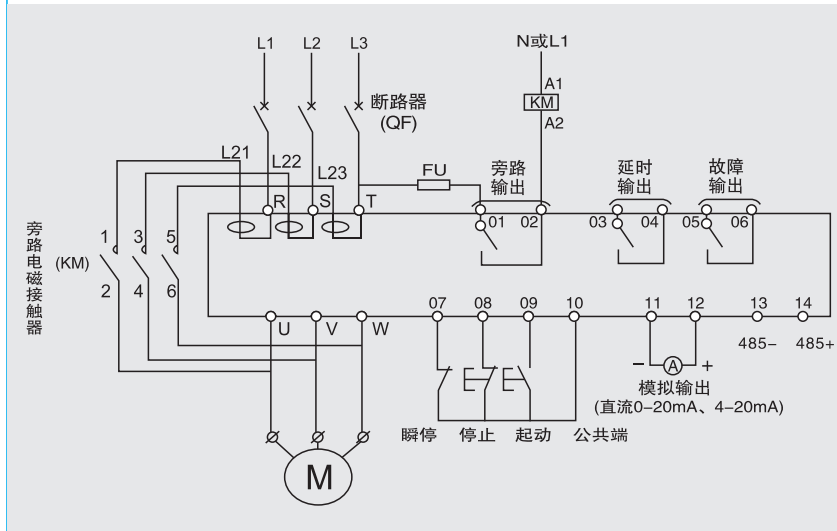 L1 L2 L3 N或L1
断路器
(QF)
A1
KM
A2
L21 L22 L23
FU
旁路
输出
延时
输出
故障
输出
R S T
01 02 03 04 05 06
旁路电磁接触器
(KM)
1 3 5
2 4 6
U V W
07 08 09 10 11 12 13 14
485− 485+
− A +
模拟输出
(直流0−20mA、4−20mA)
瞬停 停止 起动 公共端
M